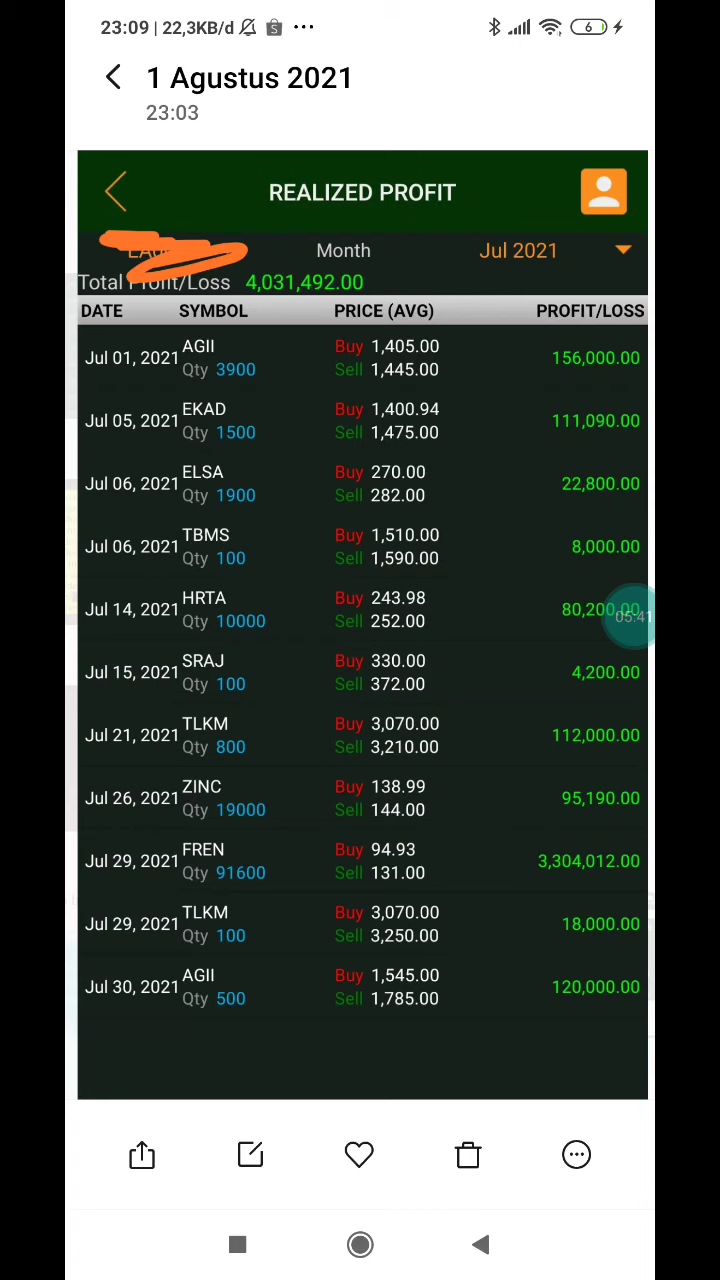 23:09 | 22,3KB/d
6
1 Agustus 2021
23:03
REALIZED PROFIT
Month Jul 2021
Total Profit/Loss 4,031,492.00
DATE SYMBOL PRICE (AVG) PROFIT/LOSS
Jul 01, 2021 AGII Buy 1,405.00 156,000.00
Qty 3900 Sell 1,445.00
Jul 05, 2021 EKAD Buy 1,400.94 111,090.00
Qty 1500 Sell 1,475.00
Jul 06, 2021 ELSA Buy 270.00 22,800.00
Qty 1900 Sell 282.00
Jul 06, 2021 TBMS Buy 1,510.00 8,000.00
Qty 100 Sell 1,590.00
Jul 14, 2021 HRTA Buy 243.98 80,200.00
Qty 10000 Sell 252.00
05:41
Jul 15, 2021 SRAJ Buy 330.00 4,200.00
Qty 100 Sell 372.00
Jul 21, 2021 TLKM Buy 3,070.00 112,000.00
Qty 800 Sell 3,210.00
Jul 26, 2021 ZINC Buy 138.99 95,190.00
Qty 19000 Sell 144.00
Jul 29, 2021 FREN Buy 94.93 3,304,012.00
Qty 91600 Sell 131.00
Jul 29, 2021 TLKM Buy 3,070.00 18,000.00
Qty 100 Sell 3,250.00
Jul 30, 2021 AGII Buy 1,545.00 120,000.00
Qty 500 Sell 1,785.00